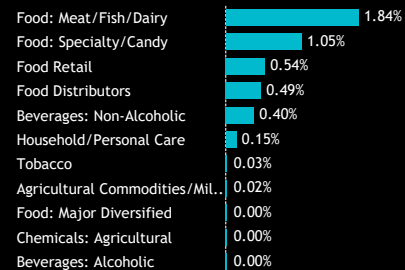 Food: Meat/Fish/Dairy 1.84%
Food: Specialty/Candy 1.05%
Food Retail 0.54%
Food Distributors 0.49%
Beverages: Non-Alcoholic 0.40%
Household/Personal Care 0.15%
Tobacco 0.03%
Agricultural Commodities/Mil.. 0.02%
Food: Major Diversified 0.00%
Chemicals: Agricultural 0.00%
Beverages: Alcoholic 0.00%